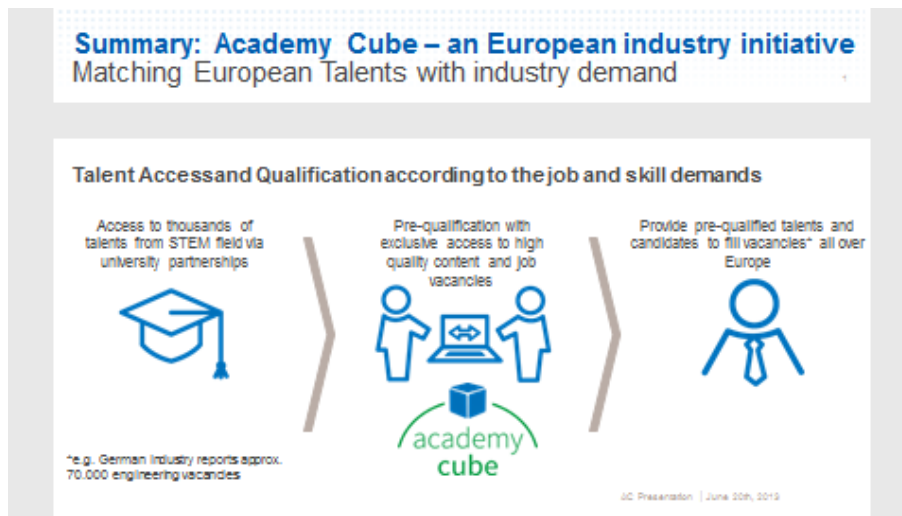 Summary: Academy Cube – an European industry initiative
Matching European Talents with industry demand
Talent Accessand Qualification according to the job and skill demands
Access to thousands of
talents from STEM field via
university partnerships
Pre-qualification with
exclusive access to high
quality content and job
vacancies
Provide pre-qualified talents and
candidates to fill vacancies* all over
Europe
academy
cube
*e.g. German Industry reports approx.
70.000 engineering vacancies
AC Presentation | June 20th, 2013